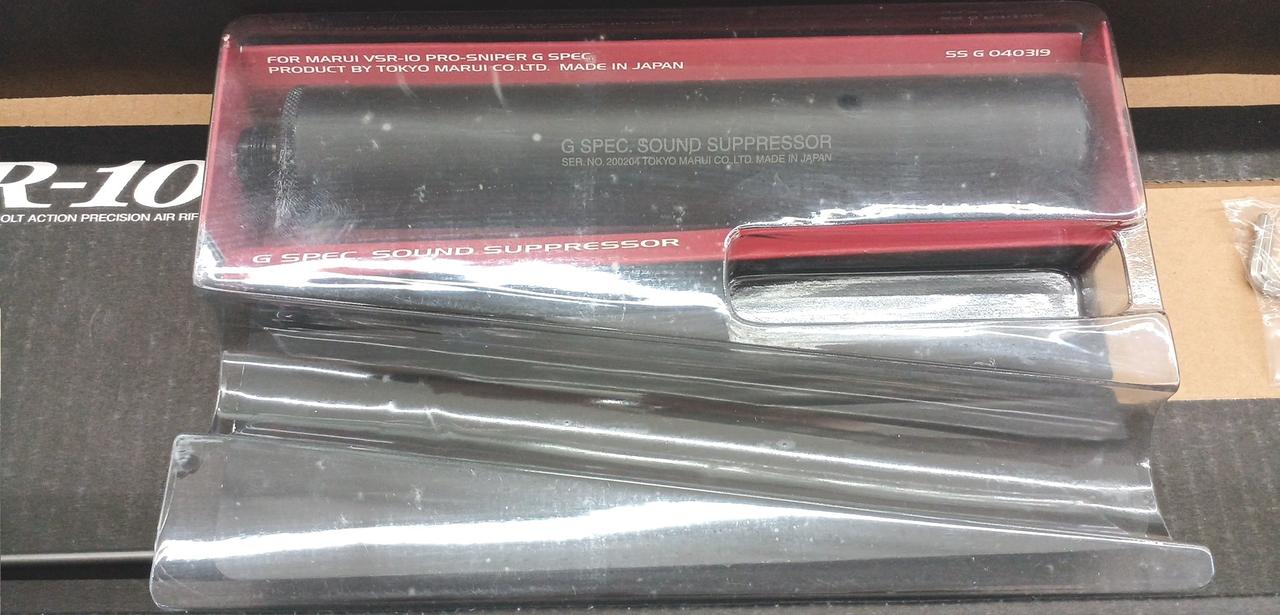 FOR MARUI VSR-10 PRO-SNIPER G SPEC.
PRODUCT BY TOKYO MARUI CO.,LTD. MADE IN JAPAN
SS G 040319
G SPEC. SOUND SUPPRESSOR
SER. NO. 200204 TOKYO MARUI CO., LTD. MADE IN JAPAN
G SPEC. SOUND SUPPRESSOR
R-10
OLT ACTION PRECISION AIR RIF